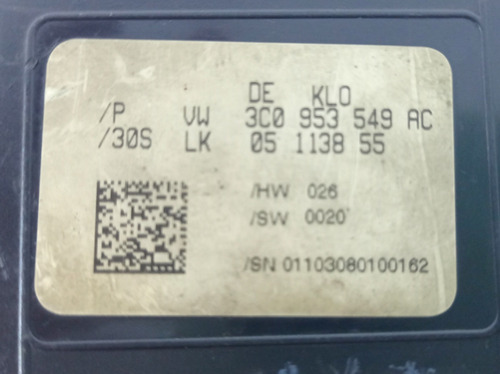 DE KLO
/P VW 3C0 953 549 AC
/30S LK 05 1138 55
/HW 026
/SW 0020
/SN 01103080100162